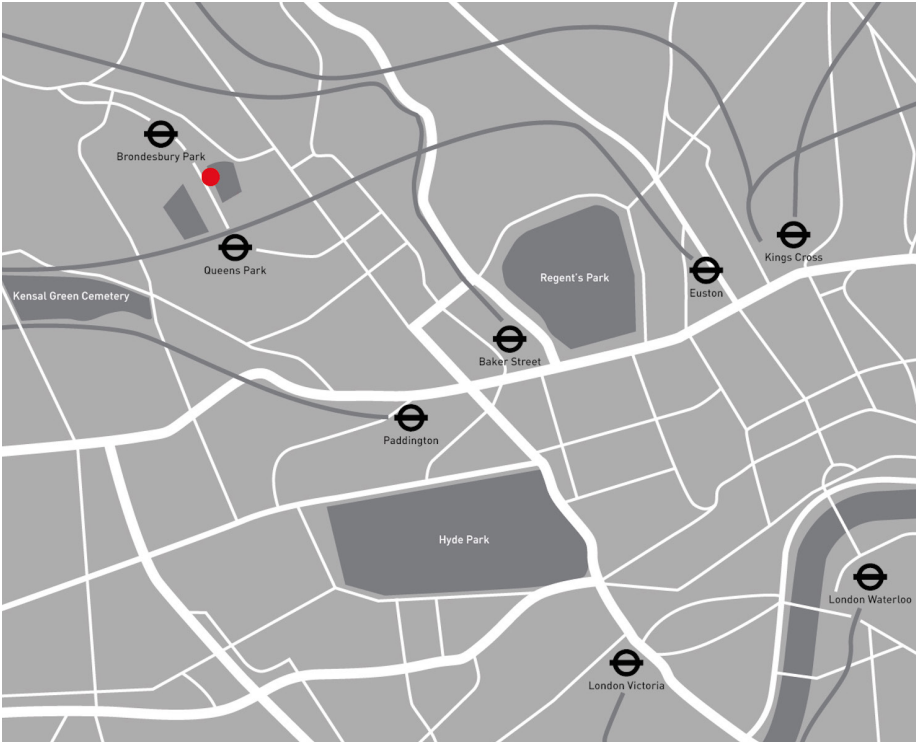 Brondesbury Park
Queens Park
Kensal Green Cemetery
Regent's Park
Kings Cross
Euston
Baker Street
Paddington
Hyde Park
London Waterloo
London Victoria